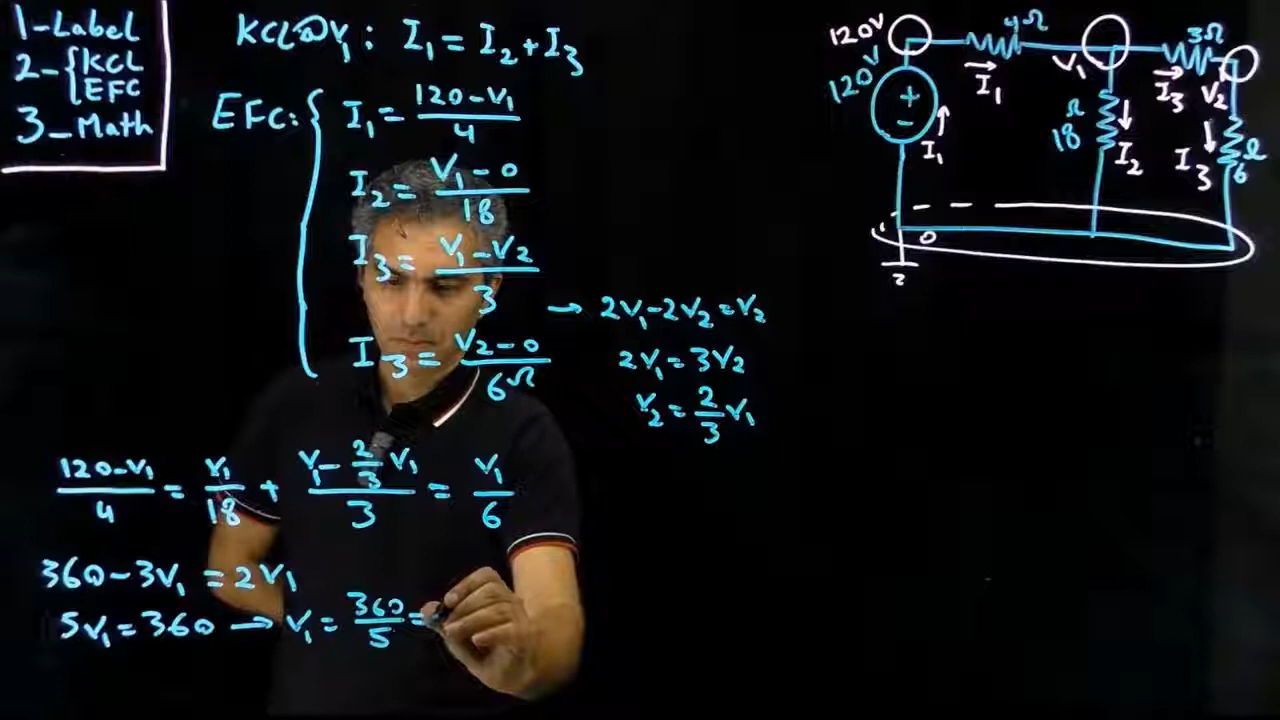 1-Label
2-{KCL
EFC
3_Math
KCL@V₁: I₁ = I₂ + I₃
EFC: {
I₁ = (120-V₁)/4
I₂ = (V₁-0)/18
I₃ = (V₁-V₂)/3
I₃ = (V₂-0)/6Ω
→ 2V₁-2V₂=V₂
2V₁=3V₂
V₂=2/3 V₁
(120-V₁)/4 = V₁/18 + (V₁-2/3 V₁)/3 = V₁/6
360-3V₁=2V₁
5V₁=360 → V₁=360/5=
120V
4Ω
3Ω
120V
+
-
I₁
I₁
V₁
Ω
18
I₂
I₃
V₂
I₃
Ω
6
0